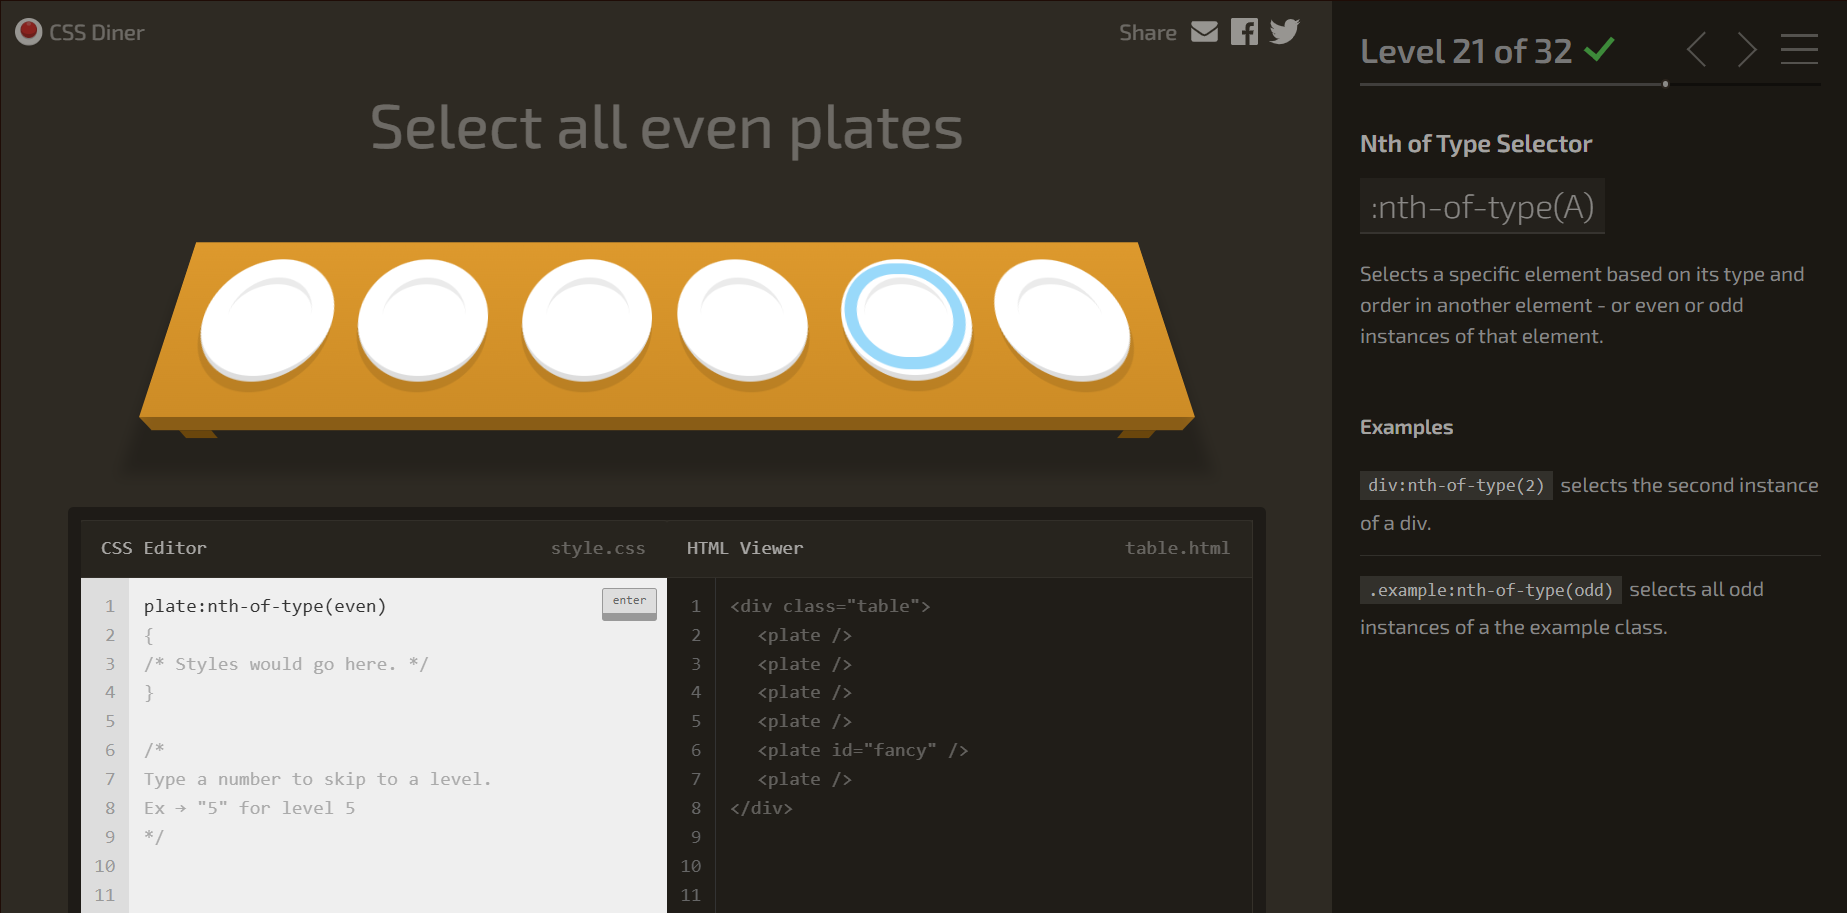 CSS Diner
Share
Select all even plates
CSS Editor style.css
1 plate:nth-of-type(even)
enter
2 {
3 /* Styles would go here. */
4 }
5
6 /*
7 Type a number to skip to a level.
8 Ex → "5" for level 5
9 */
10
11
HTML Viewer table.html
1 <div class="table">
2 <plate />
3 <plate />
4 <plate />
5 <plate />
6 <plate id="fancy" />
7 <plate />
8 </div>
9
10
11
Level 21 of 32
Nth of Type Selector
:nth-of-type(A)
Selects a specific element based on its type and
order in another element - or even or odd
instances of that element.
Examples
div:nth-of-type(2) selects the second instance
of a div.
.example:nth-of-type(odd) selects all odd
instances of a the example class.